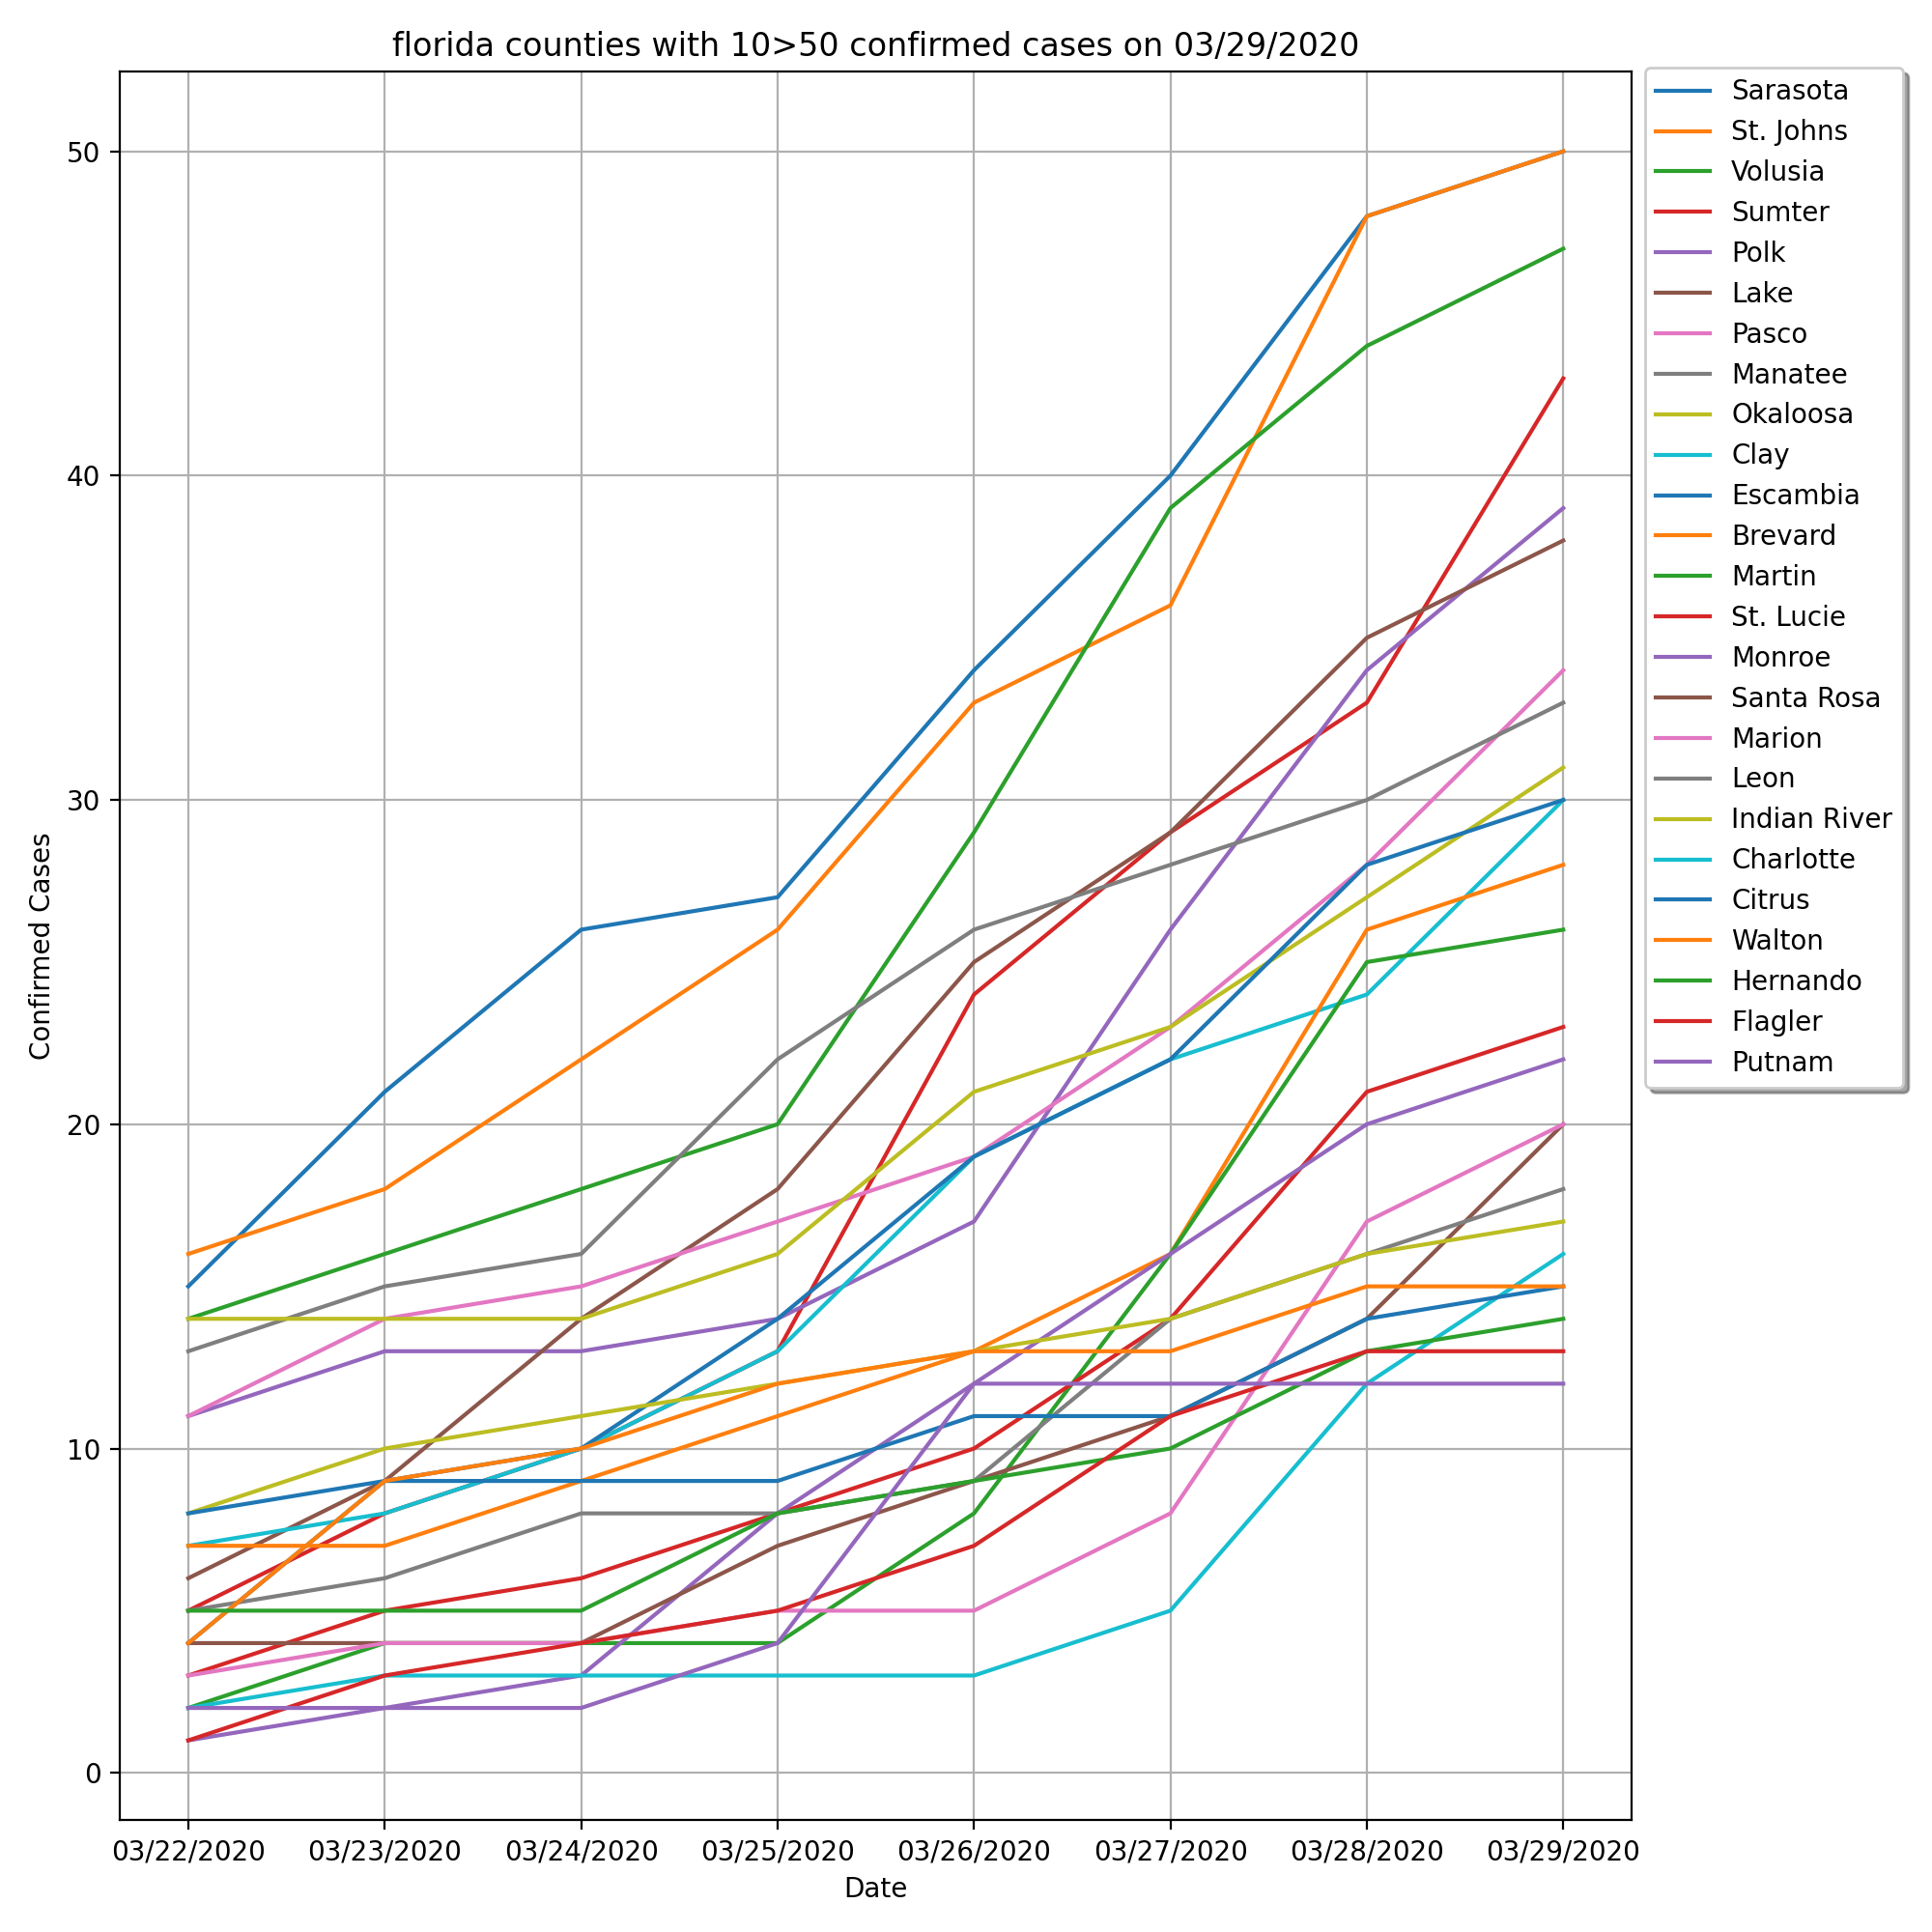 florida counties with 10>50 confirmed cases on 03/29/2020
Sarasota
St. Johns
Volusia
Sumter
Polk
Lake
Pasco
Manatee
Okaloosa
Clay
Escambia
Brevard
Martin
St. Lucie
Monroe
Santa Rosa
Marion
Leon
Indian River
Charlotte
Citrus
Walton
Hernando
Flagler
Putnam
Confirmed Cases
50
40
30
20
10
0
03/22/2020 03/23/2020 03/24/2020 03/25/2020 03/26/2020 03/27/2020 03/28/2020 03/29/2020
Date